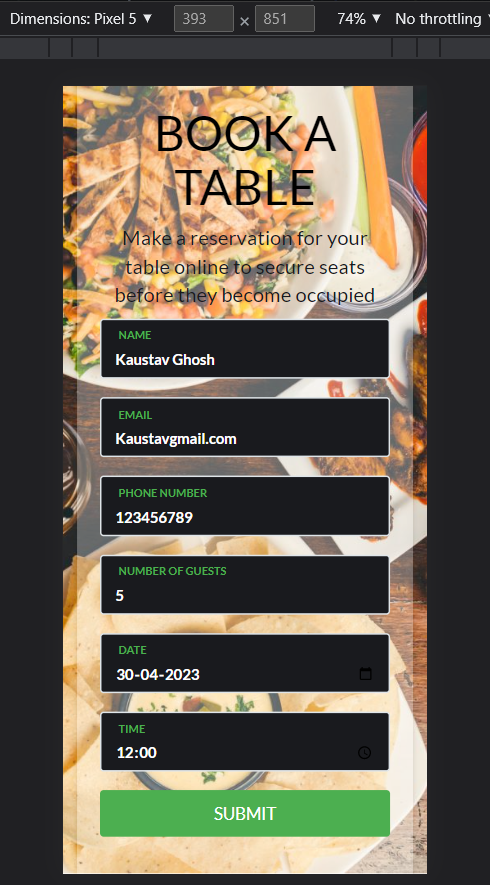 Dimensions: Pixel 5 ▼ 393 × 851 74% ▼ No throttling
BOOK A
TABLE
Make a reservation for your
table online to secure seats
before they become occupied
NAME
Kaustav Ghosh
EMAIL
Kaustavgmail.com
PHONE NUMBER
123456789
NUMBER OF GUESTS
5
DATE
30-04-2023
TIME
12:00
SUBMIT